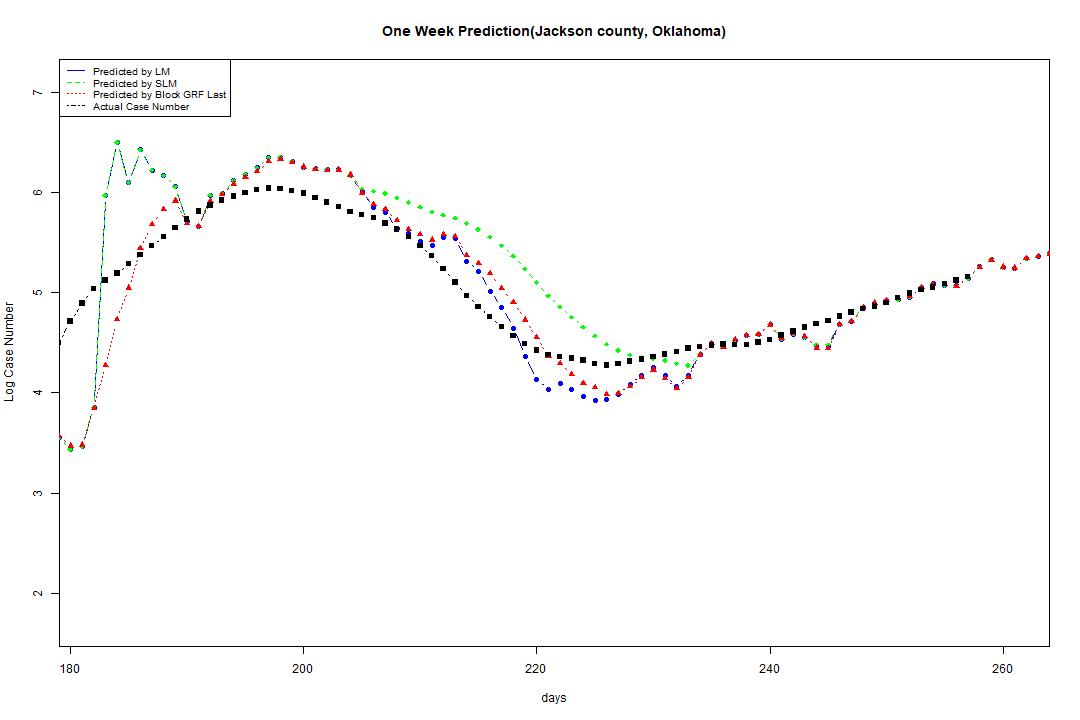 One Week Prediction(Jackson county, Oklahoma)
Predicted by LM
Predicted by SLM
Predicted by Block GRF Last
Actual Case Number
7
6
5
4
3
2
Log Case Number
180 200 220 240 260
days